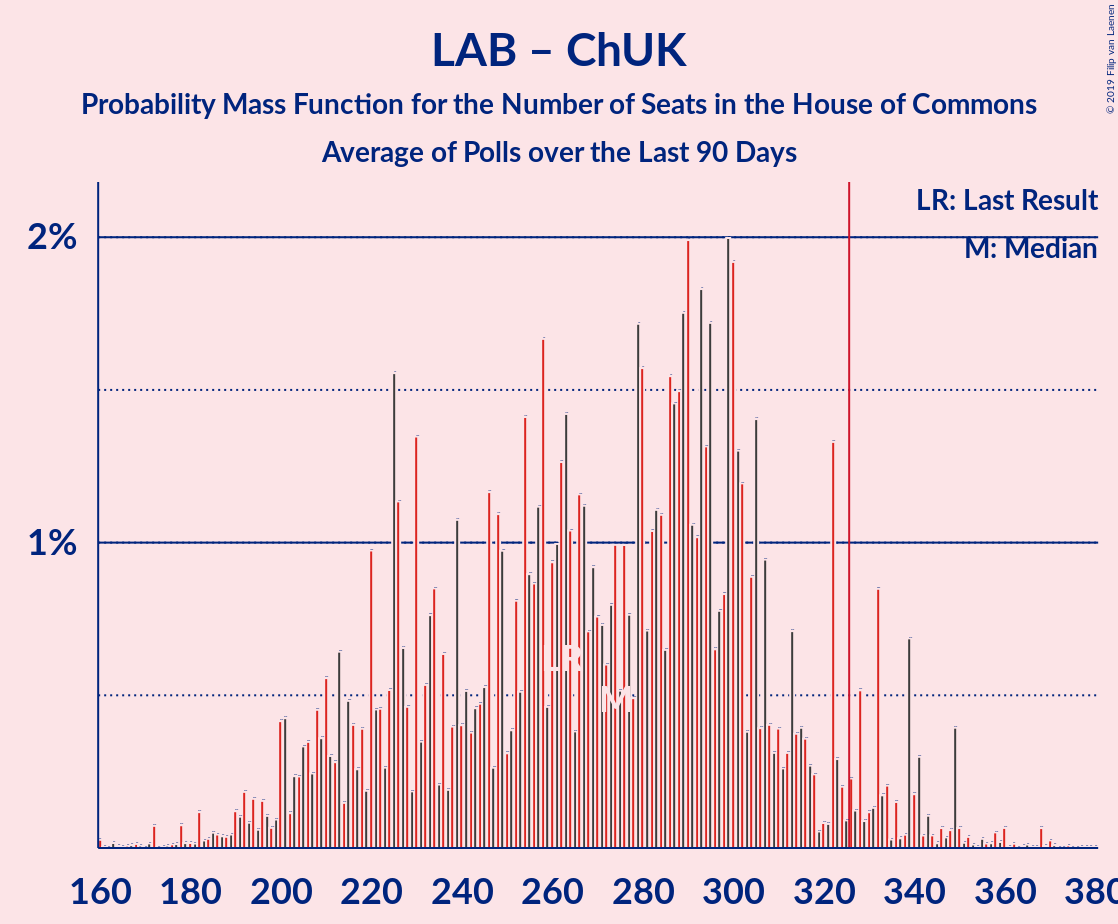 LAB – ChUK
Probability Mass Function for the Number of Seats in the House of Commons
Average of Polls over the Last 90 Days
© 2019 Filip van Laenen
LR: Last Result
M: Median
2%
1%
LR
M
160 180 200 220 240 260 280 300 320 340 360 380